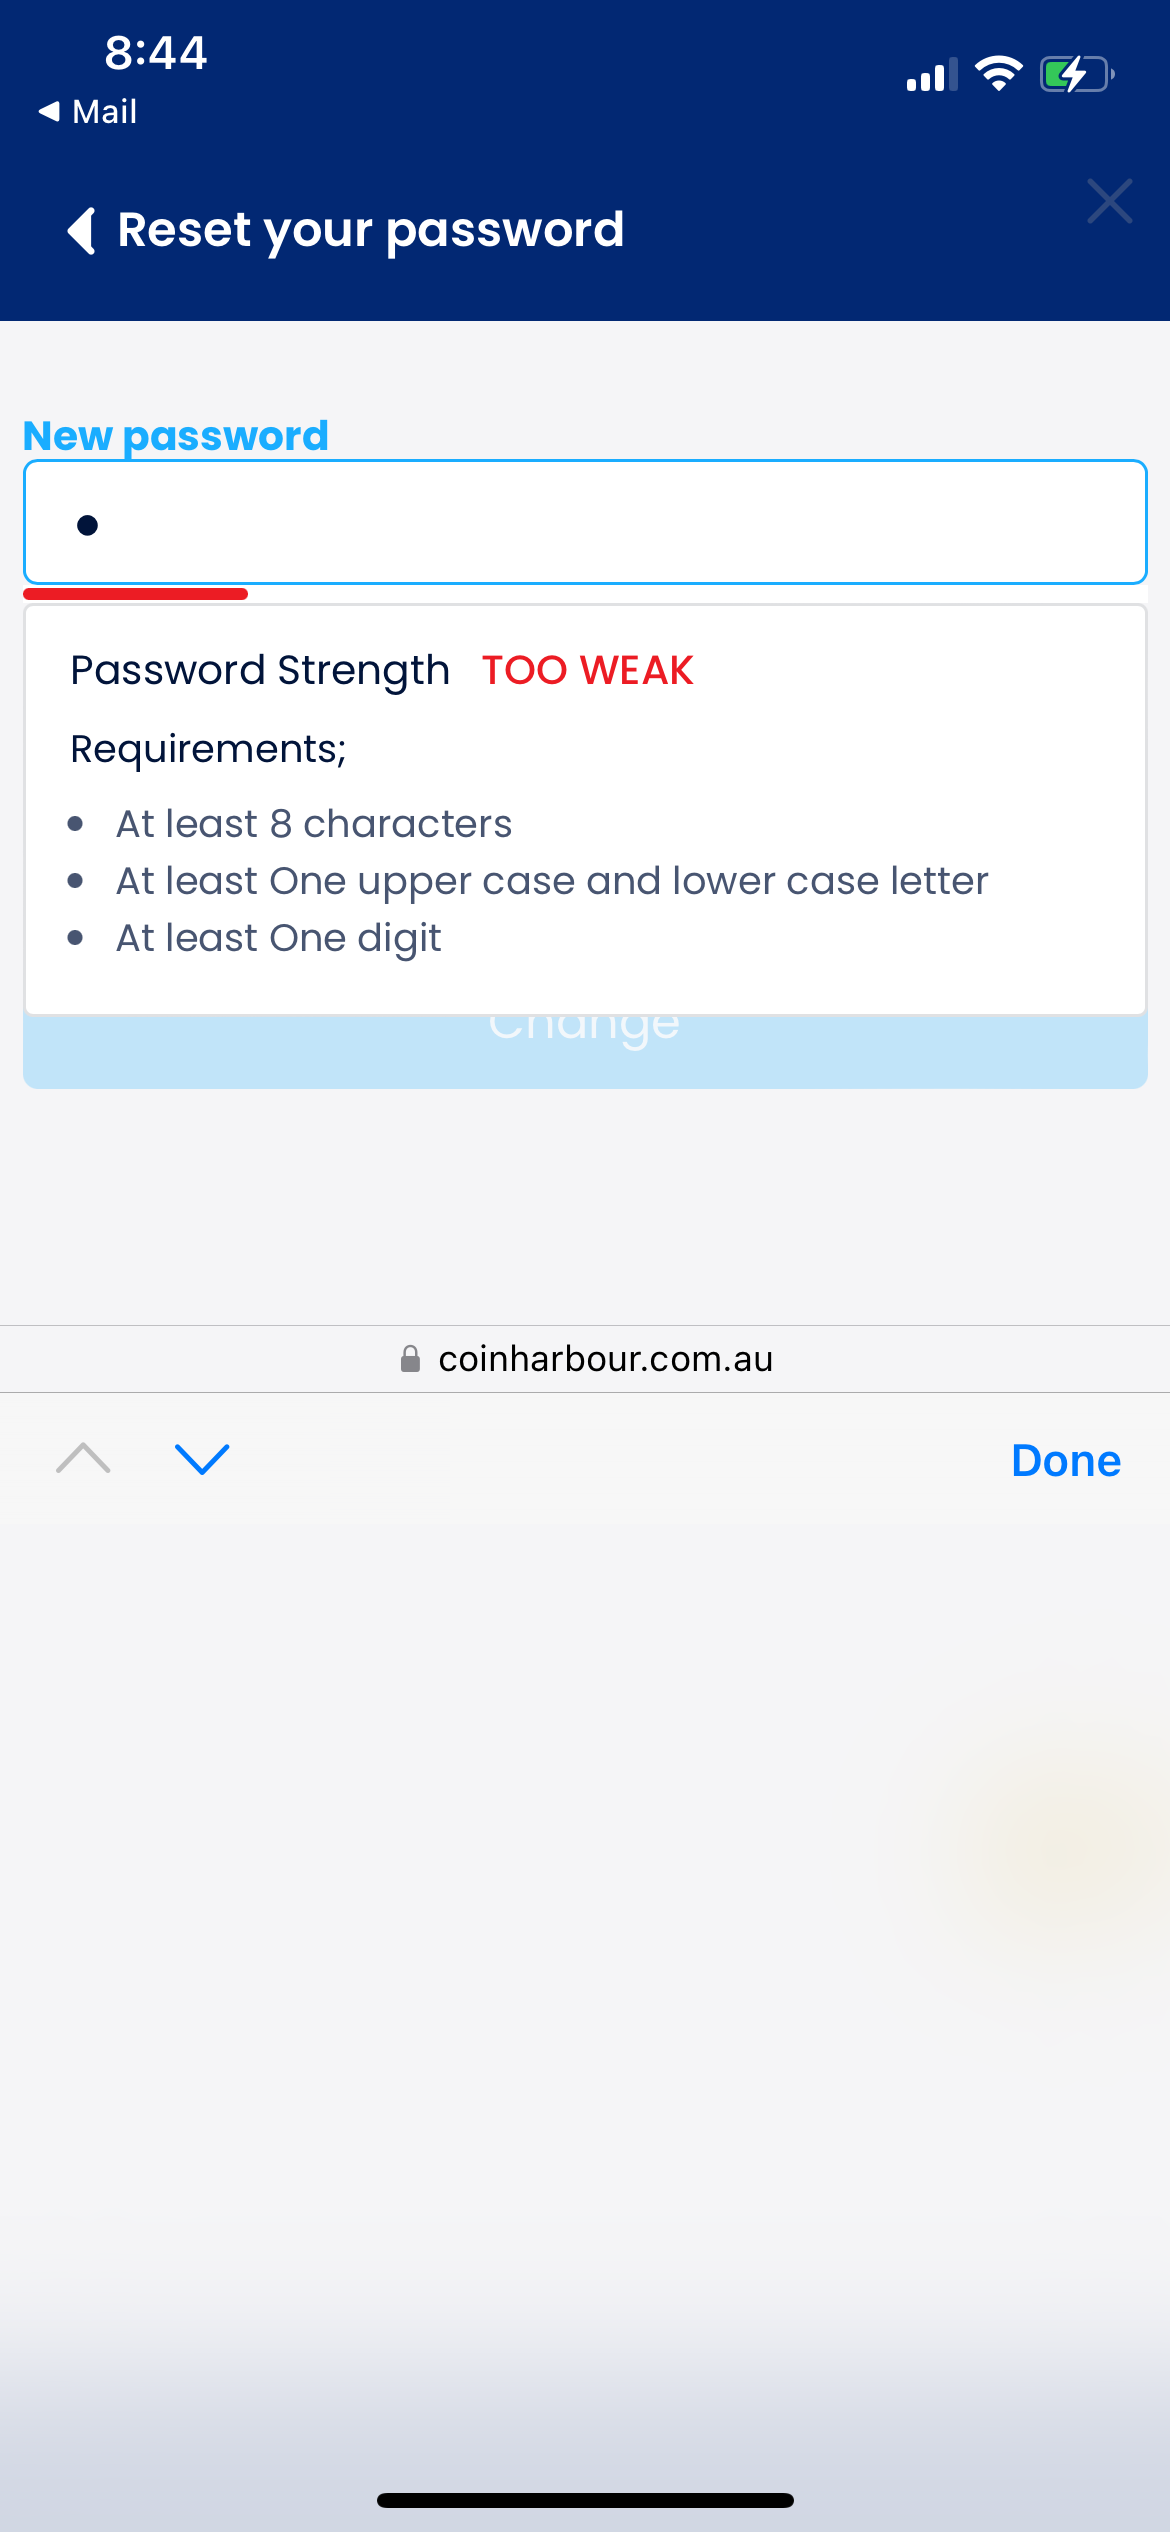 8:44
Mail
Reset your password
New password
Password Strength TOO WEAK
Requirements;
At least 8 characters
At least One upper case and lower case letter
At least One digit
Change
coinharbour.com.au
Done